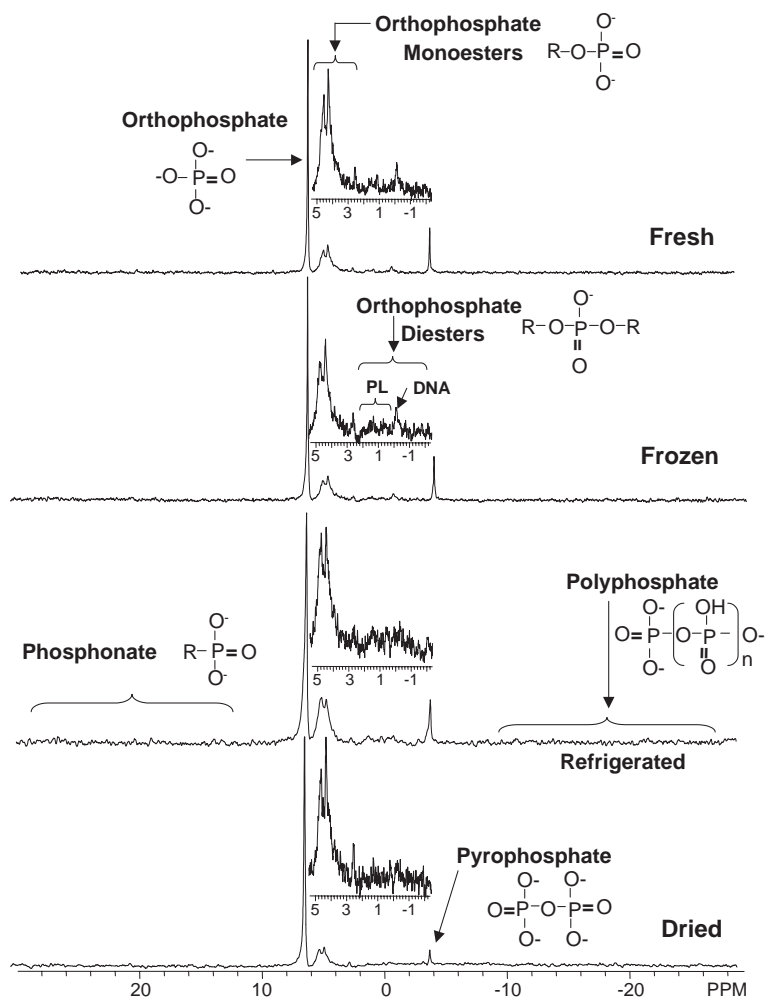 Orthophosphate
Monoesters
O-
R-O-P=O
O-
Orthophosphate
O-
-O-P=O
O-
5 3 1 -1
Fresh
Orthophosphate
Diesters
O-
R-O-P-O-R
O
PL
DNA
5 3 1 -1
Frozen
Polyphosphate
O- OH
O=P-O-P- O-
O- O n
Phosphonate
O-
R-P=O
O-
5 3 1 -1
Refrigerated
Pyrophosphate
O- O-
O=P-O-P=O
O- O-
5 3 1 -1
Dried
20 10 0 -10 -20 PPM